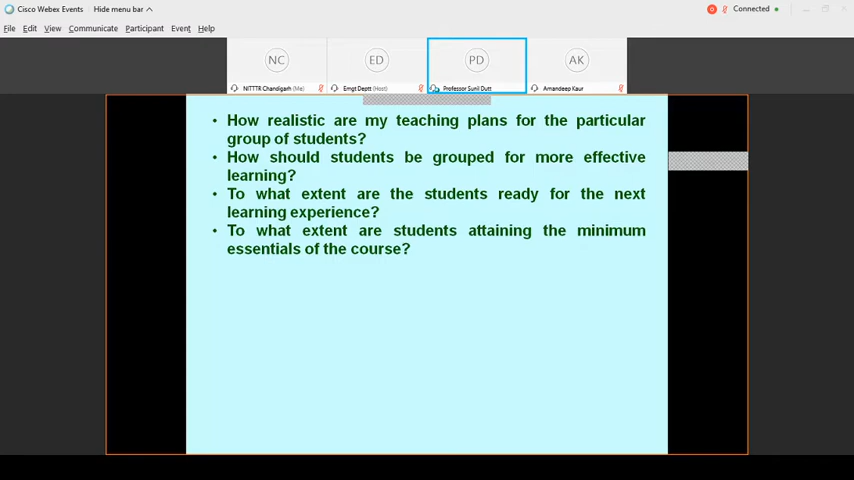 Cisco Webex Events Hide menu bar Connected
File Edit View Communicate Participant Event Help
NC ED PD AK
NITTTR Chandigarh (Me) Emgt Deptt (Host) Professor Sunil Dutt Amandeep Kaur
• How realistic are my teaching plans for the particular
group of students?
• How should students be grouped for more effective
learning?
• To what extent are the students ready for the next
learning experience?
• To what extent are students attaining the minimum
essentials of the course?